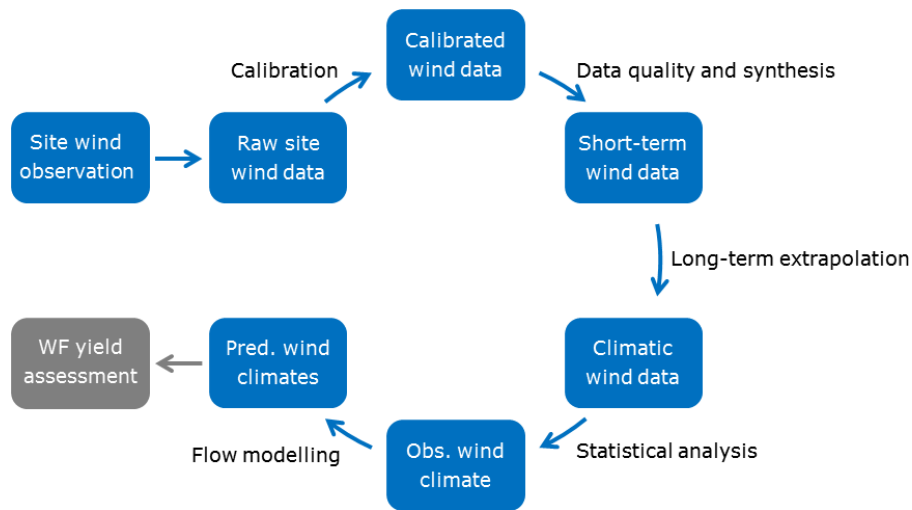 Calibrated
wind data
Calibration
Data quality and synthesis
Site wind
observation
Raw site
wind data
Short-term
wind data
Long-term extrapolation
WF yield
assessment
Pred. wind
climates
Climatic
wind data
Flow modelling
Obs. wind
climate
Statistical analysis